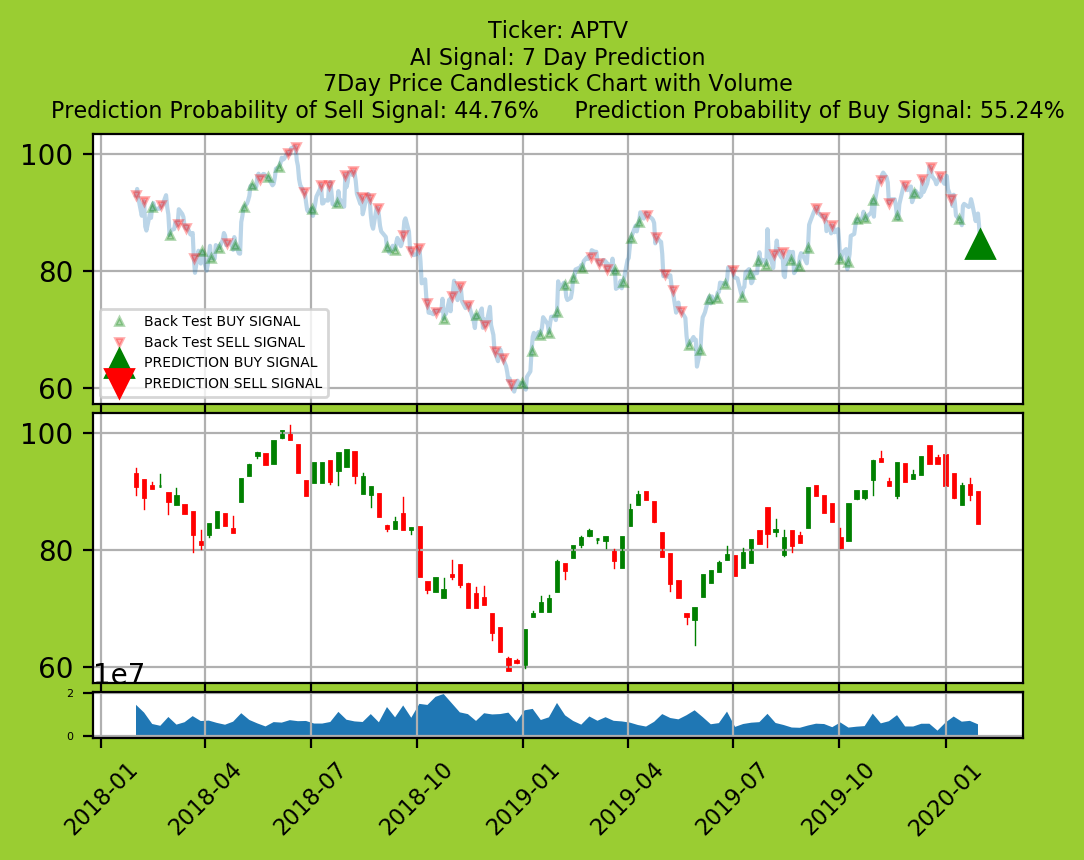 Ticker: APTV
AI Signal: 7 Day Prediction
7Day Price Candlestick Chart with Volume
Prediction Probability of Sell Signal: 44.76% Prediction Probability of Buy Signal: 55.24%
100
80
60
Back Test BUY SIGNAL
Back Test SELL SIGNAL
PREDICTION BUY SIGNAL
PREDICTION SELL SIGNAL
100
80
60
1e7
2
0
2018-01
2018-04
2018-07
2018-10
2019-01
2019-04
2019-07
2019-10
2020-01